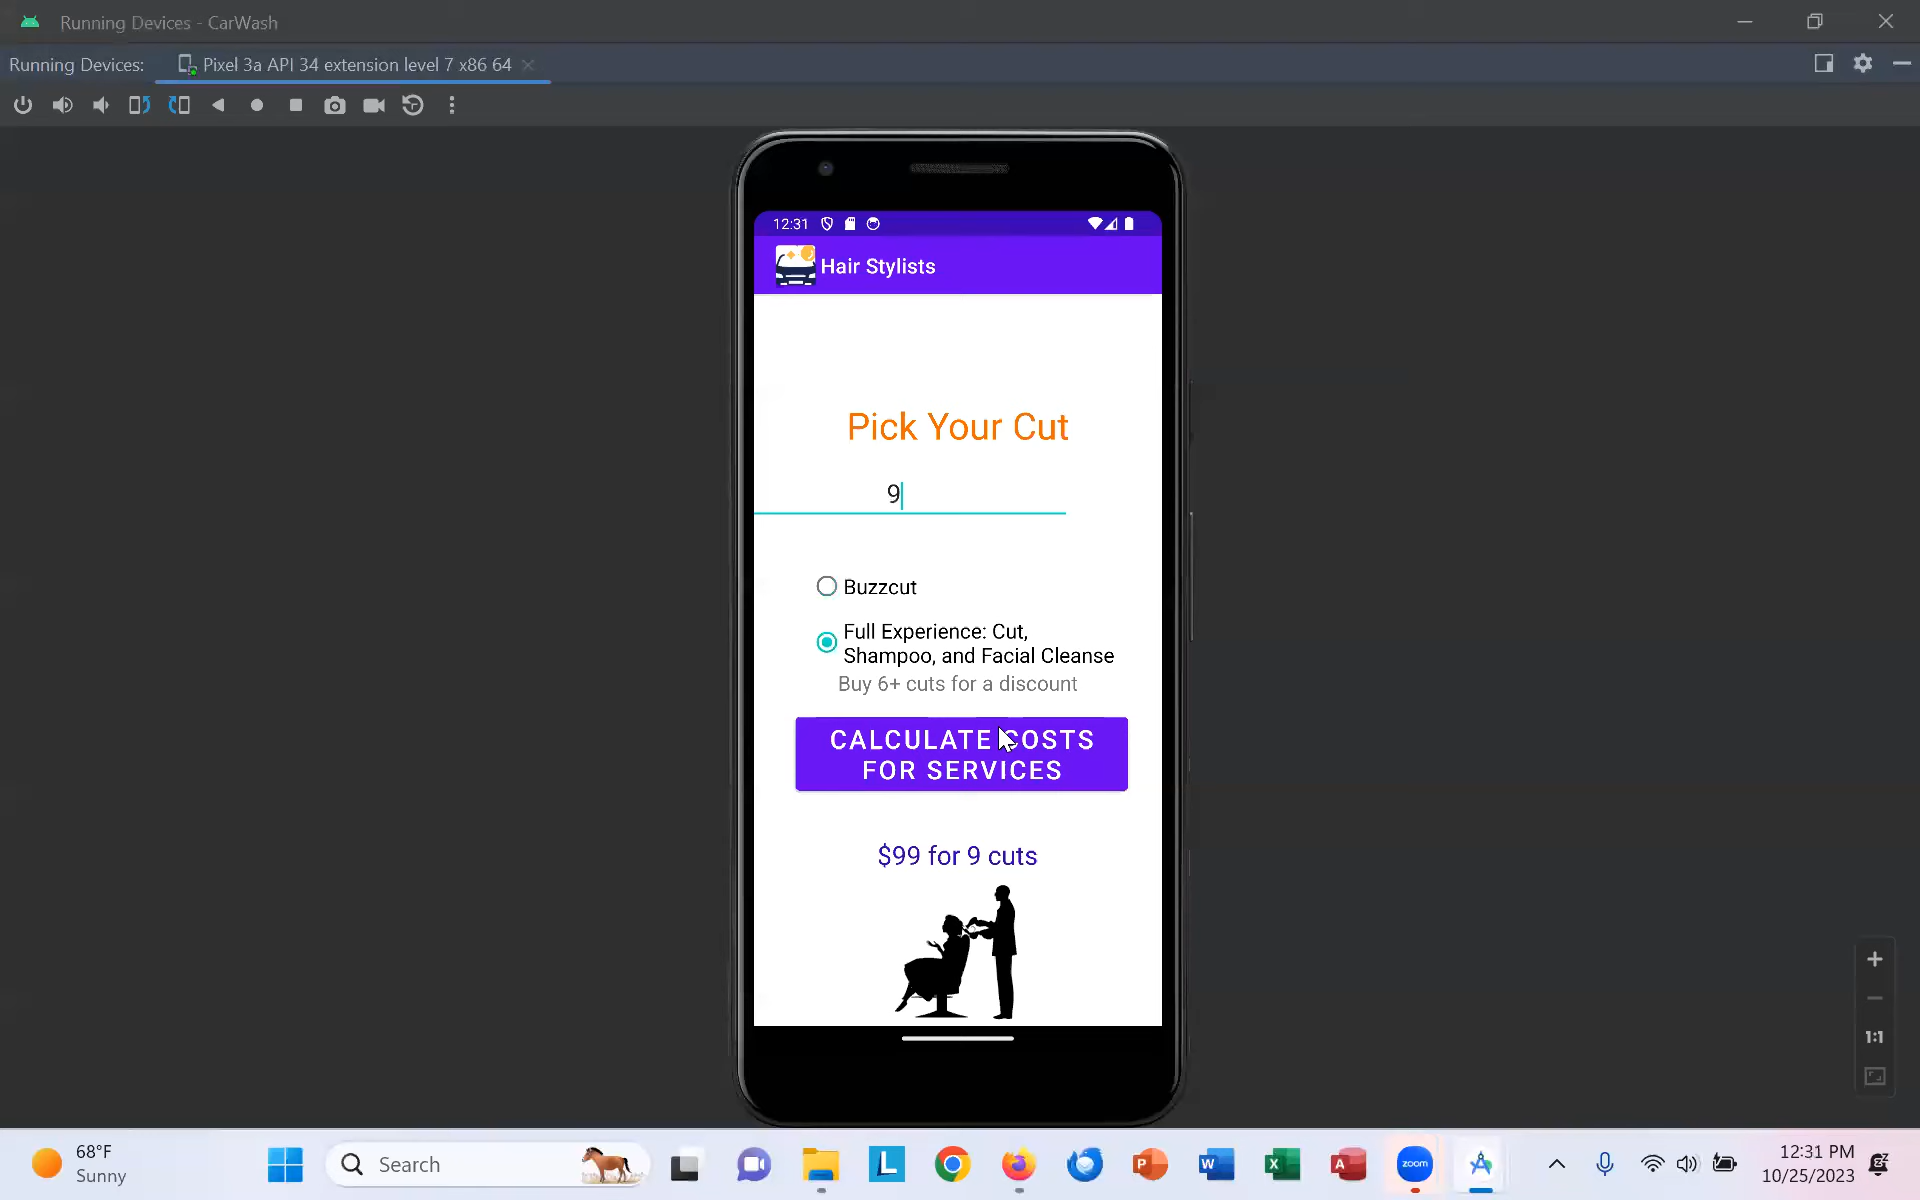 Running Devices - CarWash
Running Devices:
Pixel 3a API 34 extension level 7 x86 64
12:31
Hair Stylists
Pick Your Cut
9
Buzzcut
Full Experience: Cut,
Shampoo, and Facial Cleanse
Buy 6+ cuts for a discount
CALCULATE COSTS
FOR SERVICES
$99 for 9 cuts
1:1
68°F
Sunny
Search
L
P
W
X
A
zoom
12:31 PM
10/25/2023